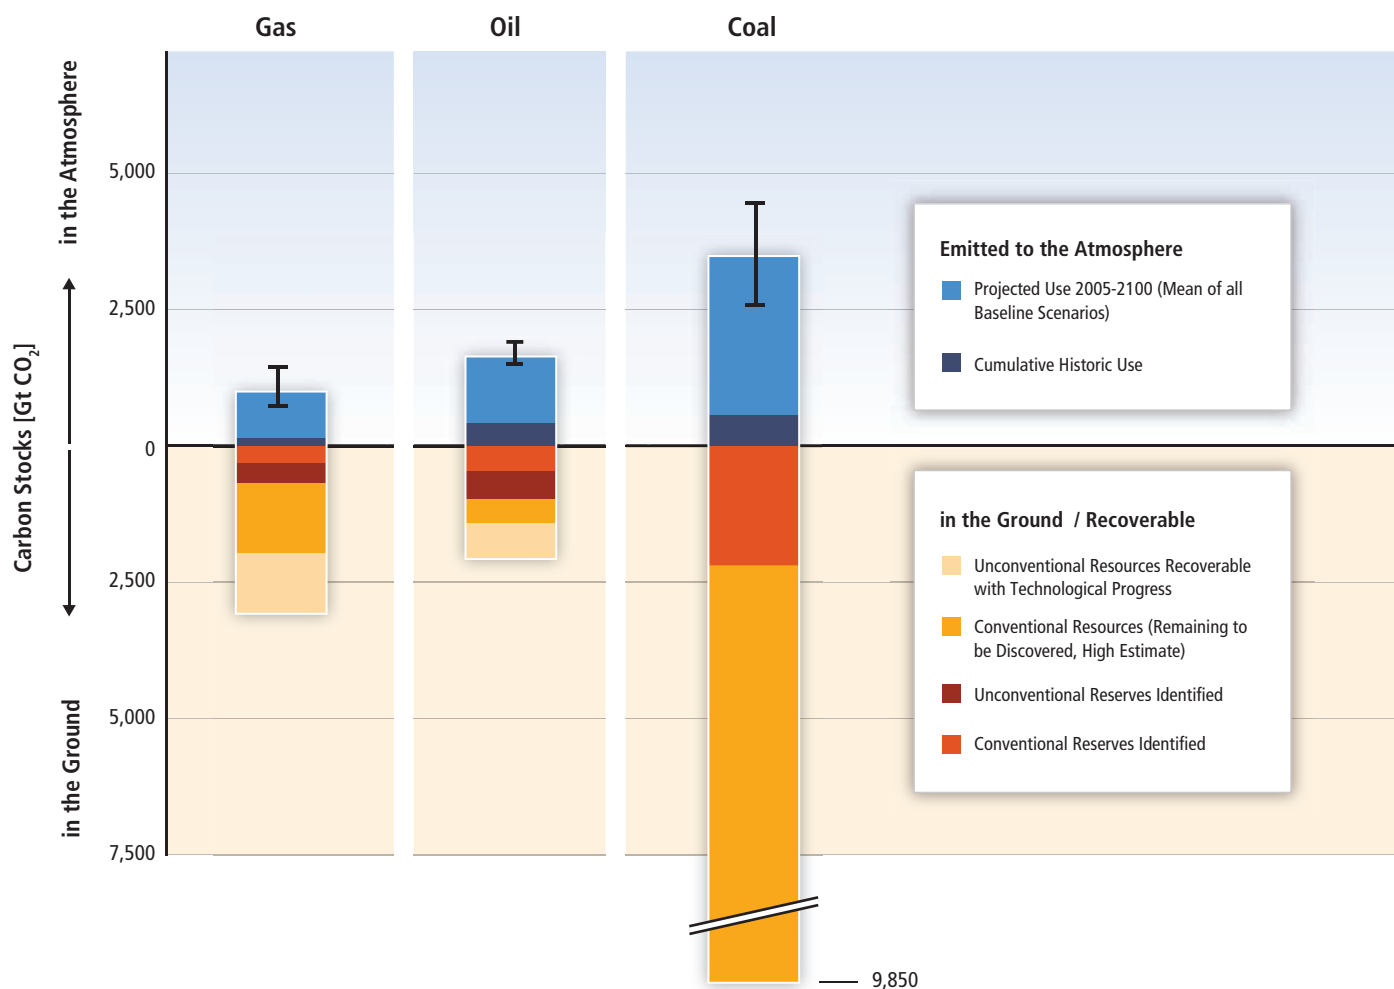 Gas
Oil
Coal
in the Atmosphere
Carbon Stocks [Gt CO2]
in the Ground
5,000
2,500
0
2,500
5,000
7,500
Emitted to the Atmosphere
Projected Use 2005-2100 (Mean of all
Baseline Scenarios)
Cumulative Historic Use
in the Ground / Recoverable
Unconventional Resources Recoverable
with Technological Progress
Conventional Resources (Remaining to
be Discovered, High Estimate)
Unconventional Reserves Identified
Conventional Reserves Identified
9,850